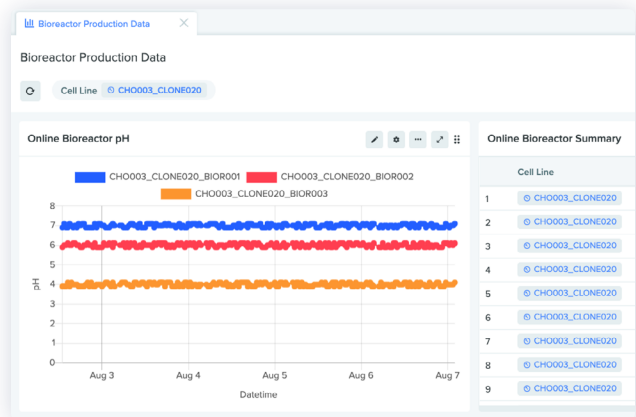 Bioreactor Production Data
Bioreactor Production Data
Cell Line CHO003_CLONE020
Online Bioreactor pH
CHO003_CLONE020_BIOR001 CHO003_CLONE020_BIOR002
CHO003_CLONE020_BIOR003
8
7
6
5
4
3
2
1
0
pH
Aug 3 Aug 4 Aug 5 Aug 6 Aug 7
Datetime
Online Bioreactor Summary
Cell Line
1 CHO003_CLONE020
2 CHO003_CLONE020
3 CHO003_CLONE020
4 CHO003_CLONE020
5 CHO003_CLONE020
6 CHO003_CLONE020
7 CHO003_CLONE020
8 CHO003_CLONE020
9 CHO003_CLONE020